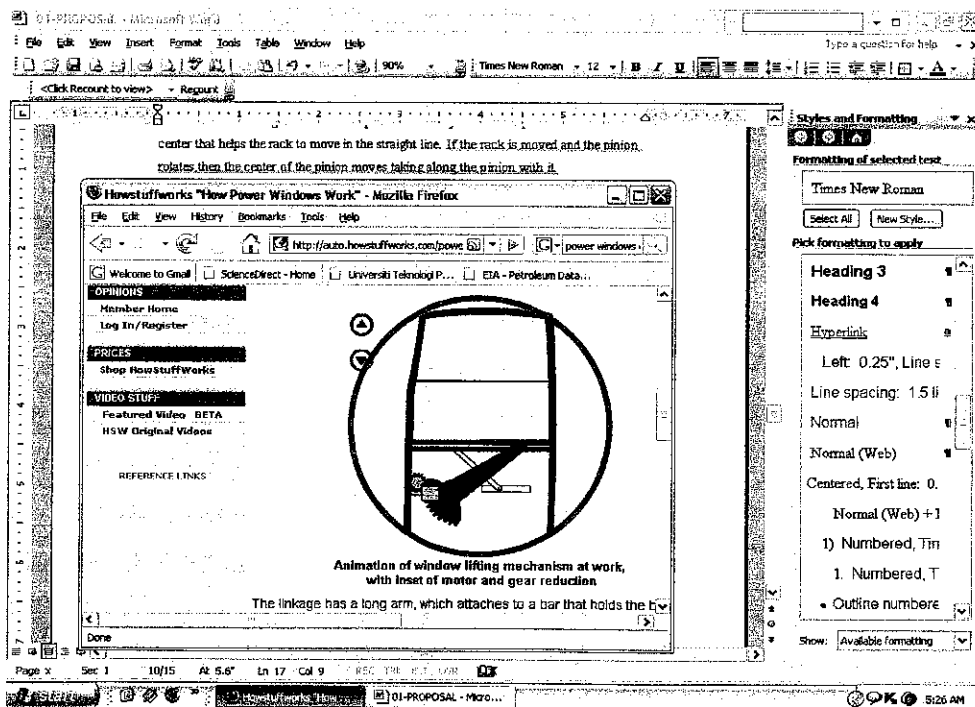 01-PROPOSAL - Microsoft Word
File Edit View Insert Format Tools Table Window Help
Type a question for help
90% Times New Roman 12 B I U A
<Click Recount to view> Recount
1 2 3 4 5 7
center that helps the rack to move in the straight line. If the rack is moved and the pinion
rotates then the center of the pinion moves taking along the pinion with it
Howstuffworks "How Power Windows Work" - Mozilla Firefox
File Edit View History Bookmarks Tools Help
http://auto.howstuffworks.com/powe G power windows
Welcome to Gmail ScienceDirect - Home Universiti Teknologi P... EIA - Petroleum Data...
OPINIONS
Member Home
Log In/Register
PRICES
Shop HowStuffWorks
VIDEO STUFF
Featured Video BETA
HSW Original Videos
REFERENCE LINKS
Animation of window lifting mechanism at work,
with inset of motor and gear reduction
The linkage has a long arm, which attaches to a bar that holds the b
Done
Styles and Formatting
Formatting of selected text
Times New Roman
Select All New Style...
Pick formatting to apply
Heading 3
Heading 4
Hyperlink
Left: 0.25", Line s
Line spacing: 1.5 li
Normal
Normal (Web)
Centered, First line: 0.
Normal (Web) + 1
1) Numbered, Tim
1. Numbered, T
• Outline numbere
Show: Available formatting
Page x Sec 1 10/15 At 5.6" Ln 17 Col 9 REC TRK EXT OVR
Howstuffworks "How... 01-PROPOSAL - Micro... 5:26 AM